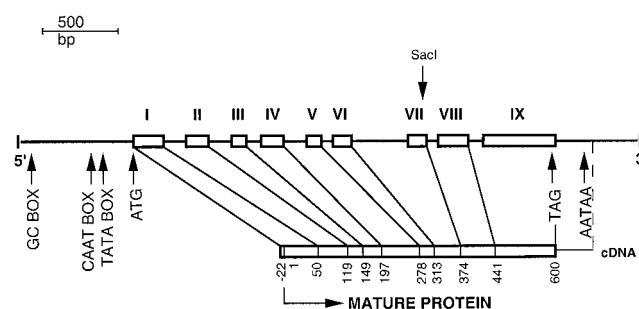 500
bp
SacI
I II III IV V VI VII VIII IX
5' 3'
GC BOX
CAAT BOX
TATA BOX
ATG
TAG
AATAA
cDNA
-22 1 50 119 149 197 278 313 374 441 600
MATURE PROTEIN